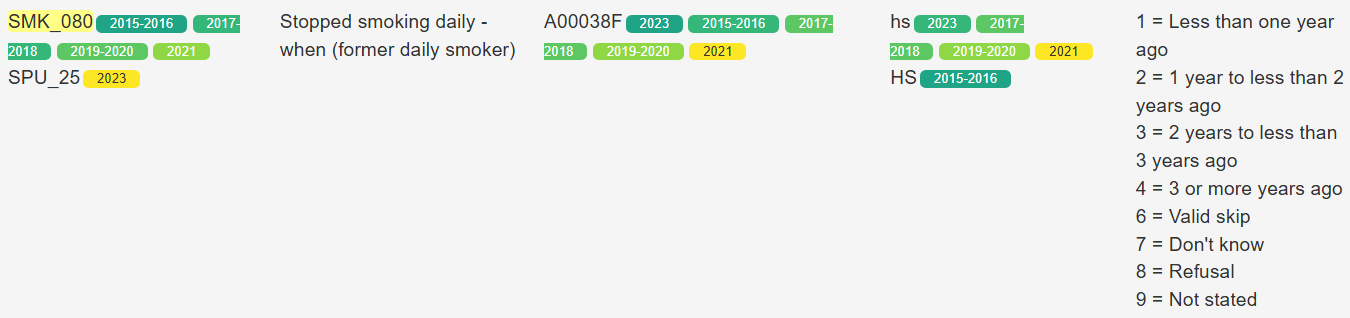 SMK_080 2015-2016 2017-
2018 2019-2020 2021
SPU_25 2023
Stopped smoking daily -
when (former daily smoker)
A00038F 2023 2015-2016 2017-
2018 2019-2020 2021
hs 2023 2017-
2018 2019-2020 2021
HS 2015-2016
1 = Less than one year
ago
2 = 1 year to less than 2
years ago
3 = 2 years to less than
3 years ago
4 = 3 or more years ago
6 = Valid skip
7 = Don't know
8 = Refusal
9 = Not stated